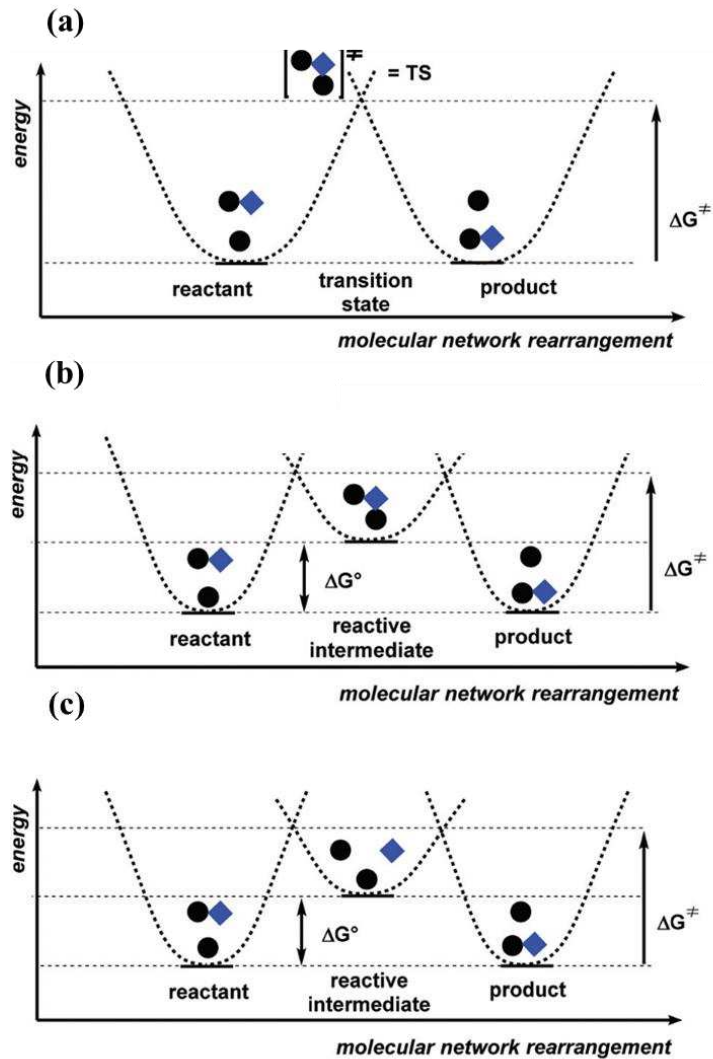 (a)
≠
= TS
energy
ΔG≠
reactant
transition
state
product
molecular network rearrangement
(b)
energy
ΔG°
ΔG≠
reactant
reactive
intermediate
product
molecular network rearrangement
(c)
energy
ΔG°
ΔG≠
reactant
reactive
intermediate
product
molecular network rearrangement